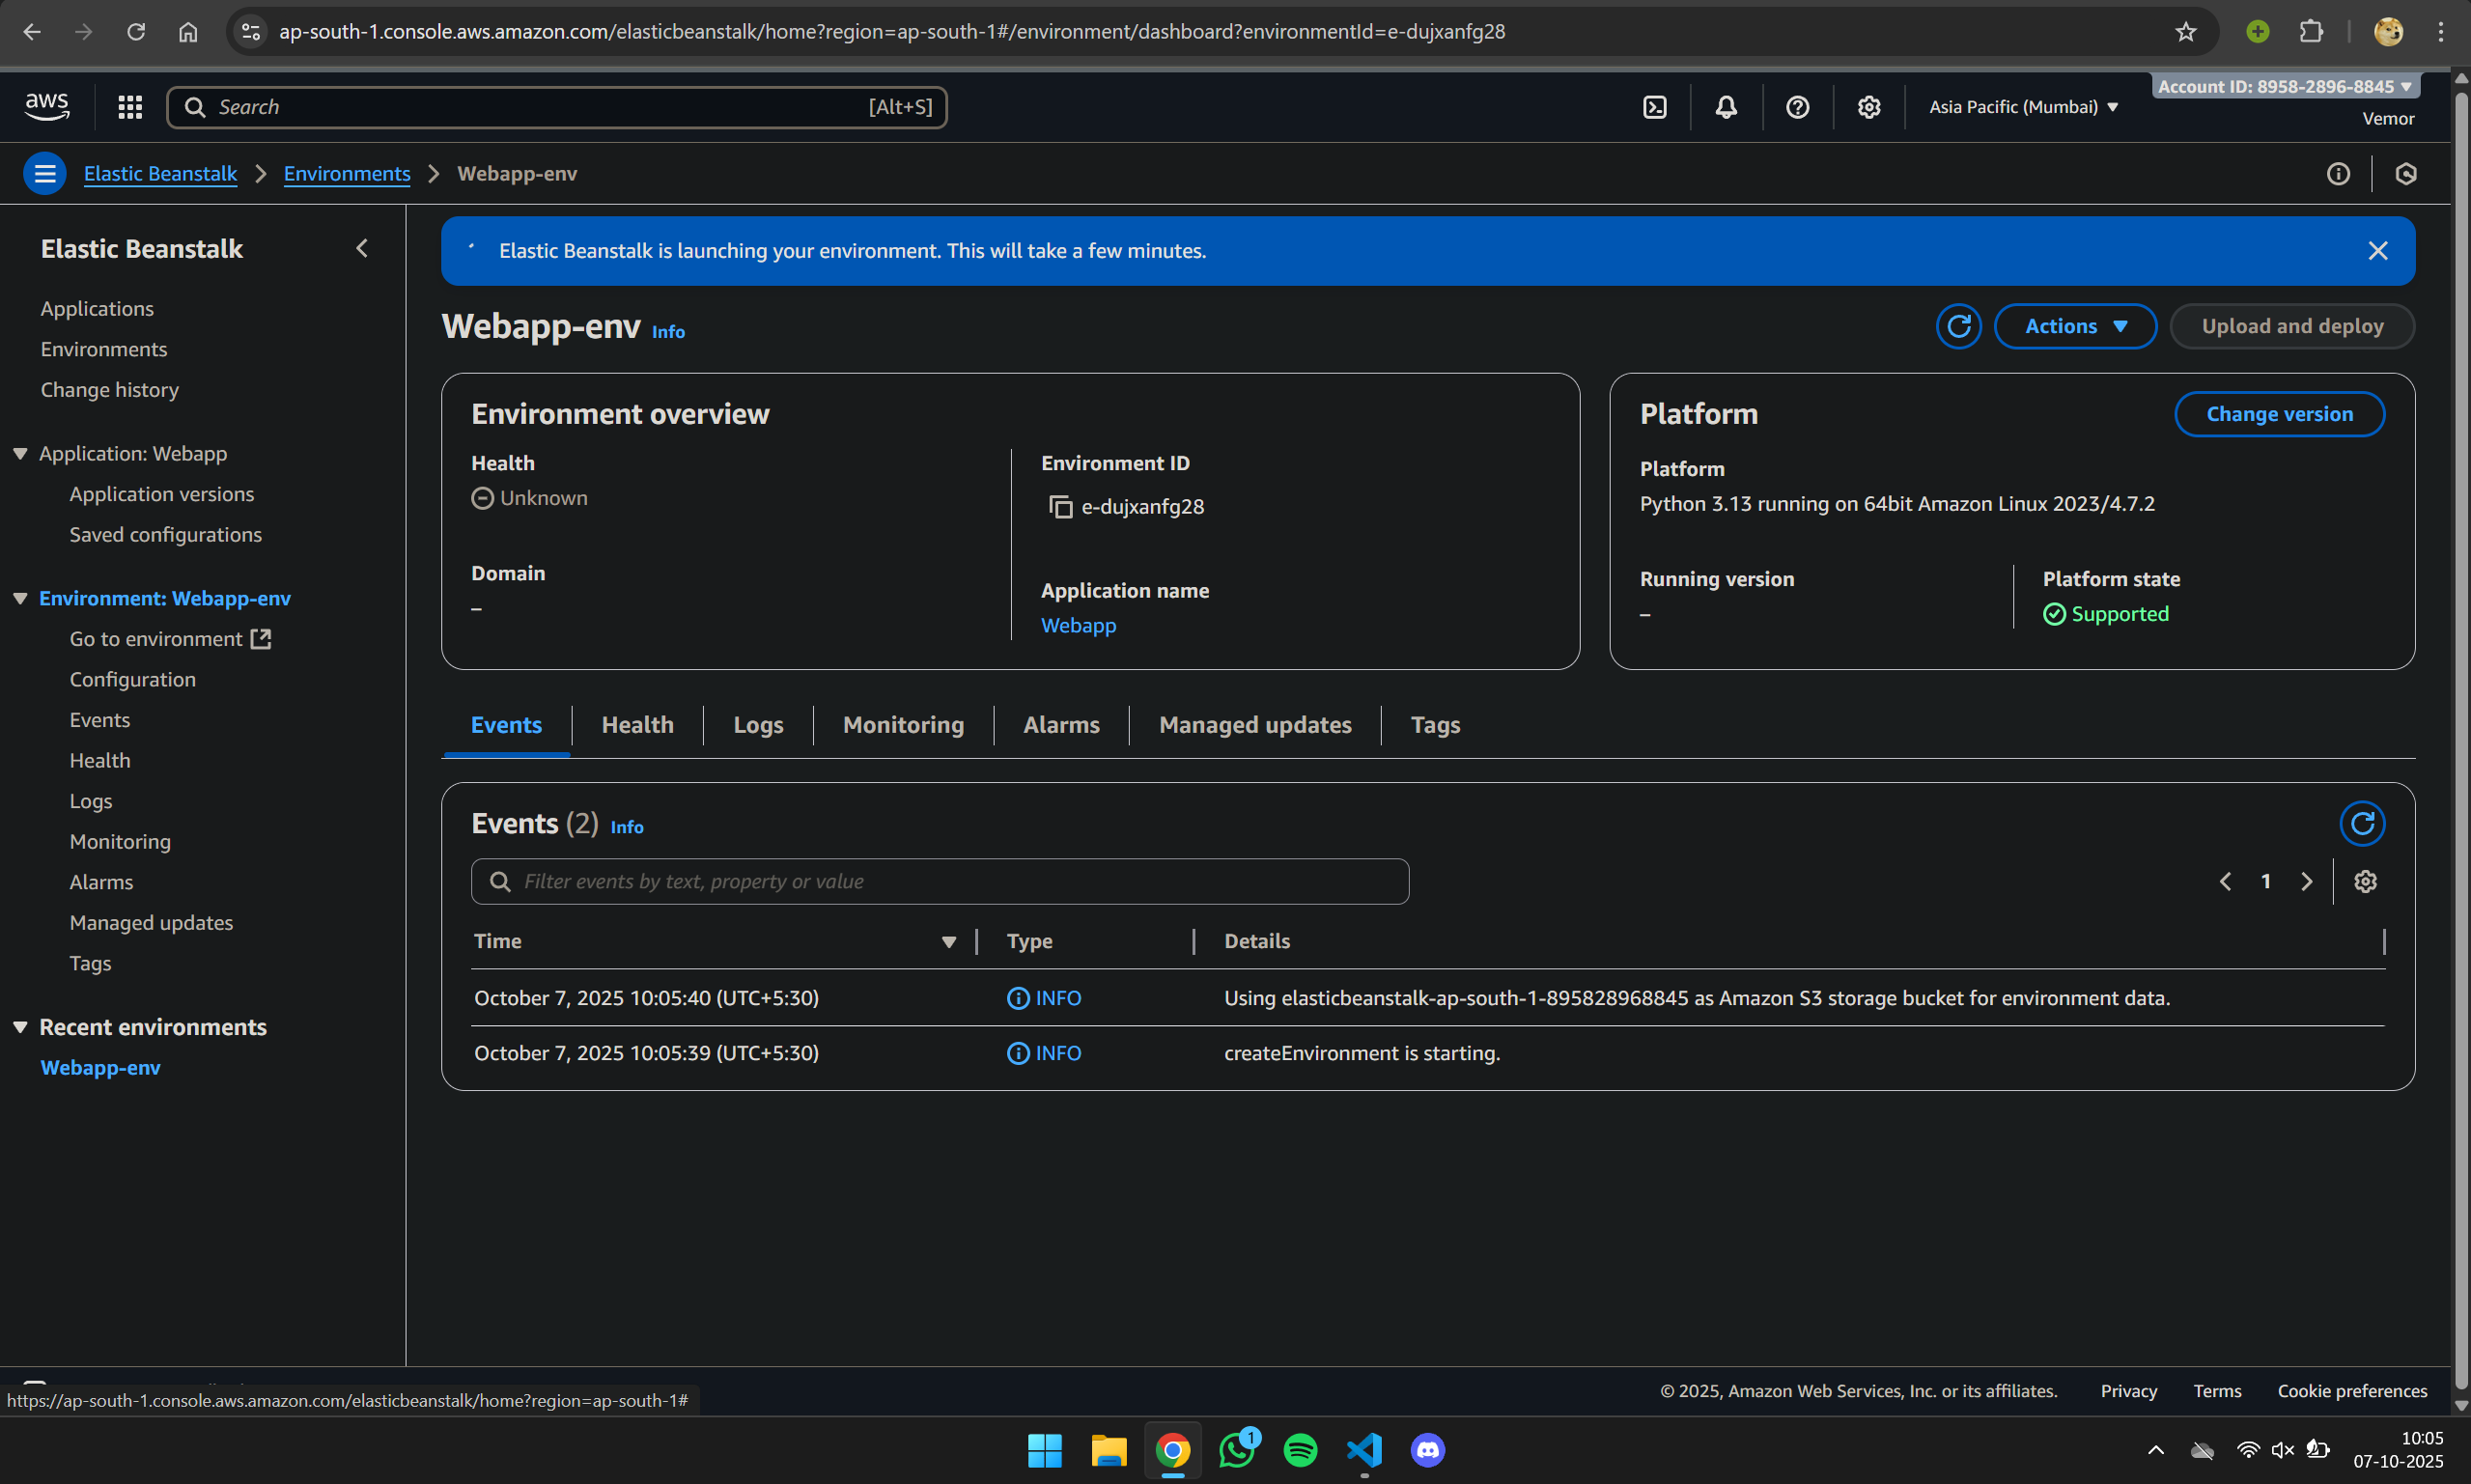 ap-south-1.console.aws.amazon.com/elasticbeanstalk/home?region=ap-south-1#/environment/dashboard?environmentId=e-dujxanfg28
aws
Search [Alt+S]
Asia Pacific (Mumbai)
Account ID: 8958-2896-8845
Vemor
Elastic Beanstalk > Environments > Webapp-env
Elastic Beanstalk
Applications
Environments
Change history
Application: Webapp
Application versions
Saved configurations
Environment: Webapp-env
Go to environment
Configuration
Events
Health
Logs
Monitoring
Alarms
Managed updates
Tags
Recent environments
Webapp-env
Elastic Beanstalk is launching your environment. This will take a few minutes.
Webapp-env Info
Actions
Upload and deploy
Environment overview
Health
Unknown
Domain
–
Environment ID
e-dujxanfg28
Application name
Webapp
Platform
Change version
Platform
Python 3.13 running on 64bit Amazon Linux 2023/4.7.2
Running version
–
Platform state
Supported
Events Health Logs Monitoring Alarms Managed updates Tags
Events (2) Info
Filter events by text, property or value
1
Time Type Details
October 7, 2025 10:05:40 (UTC+5:30) INFO Using elasticbeanstalk-ap-south-1-895828968845 as Amazon S3 storage bucket for environment data.
October 7, 2025 10:05:39 (UTC+5:30) INFO createEnvironment is starting.
© 2025, Amazon Web Services, Inc. or its affiliates. Privacy Terms Cookie preferences
https://ap-south-1.console.aws.amazon.com/elasticbeanstalk/home?region=ap-south-1#
1
10:05
07-10-2025